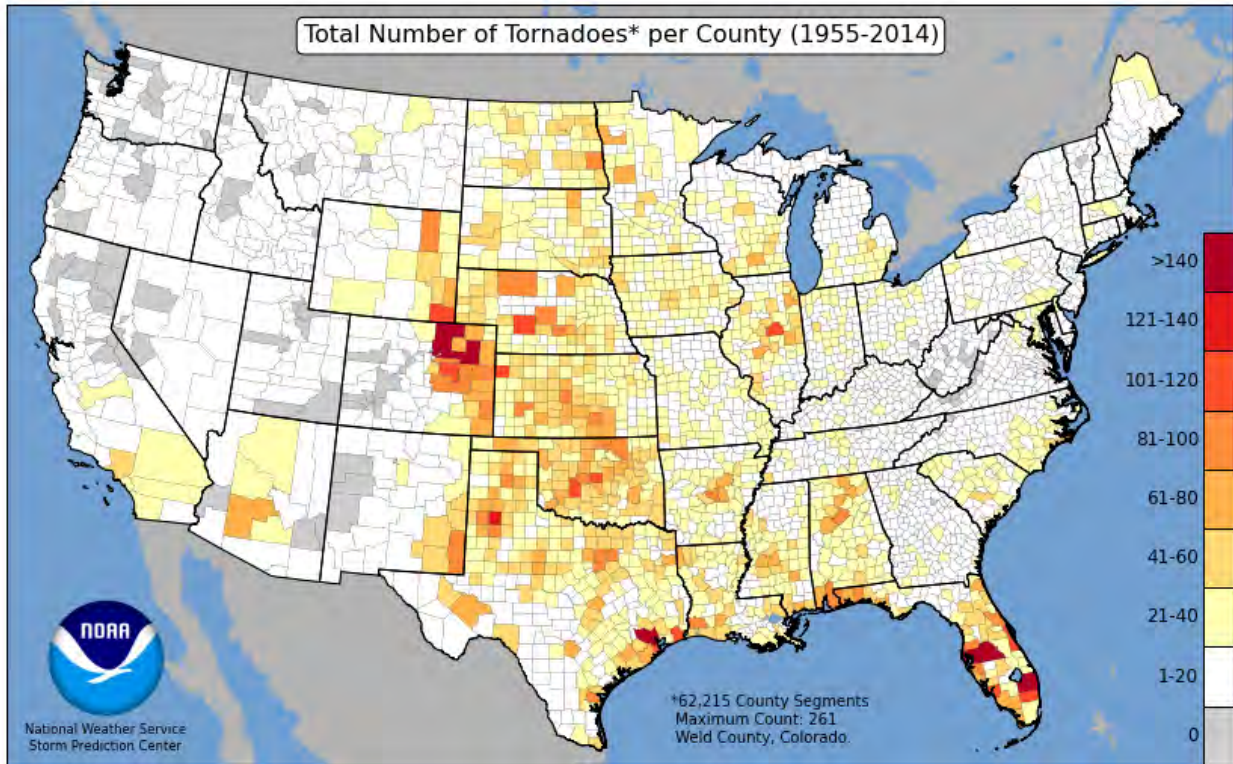 Total Number of Tornadoes* per County (1955-2014)
>140
121-140
101-120
81-100
61-80
41-60
21-40
1-20
0
NOAA
National Weather Service
Storm Prediction Center
*62,215 County Segments
Maximum Count: 261
Weld County, Colorado.